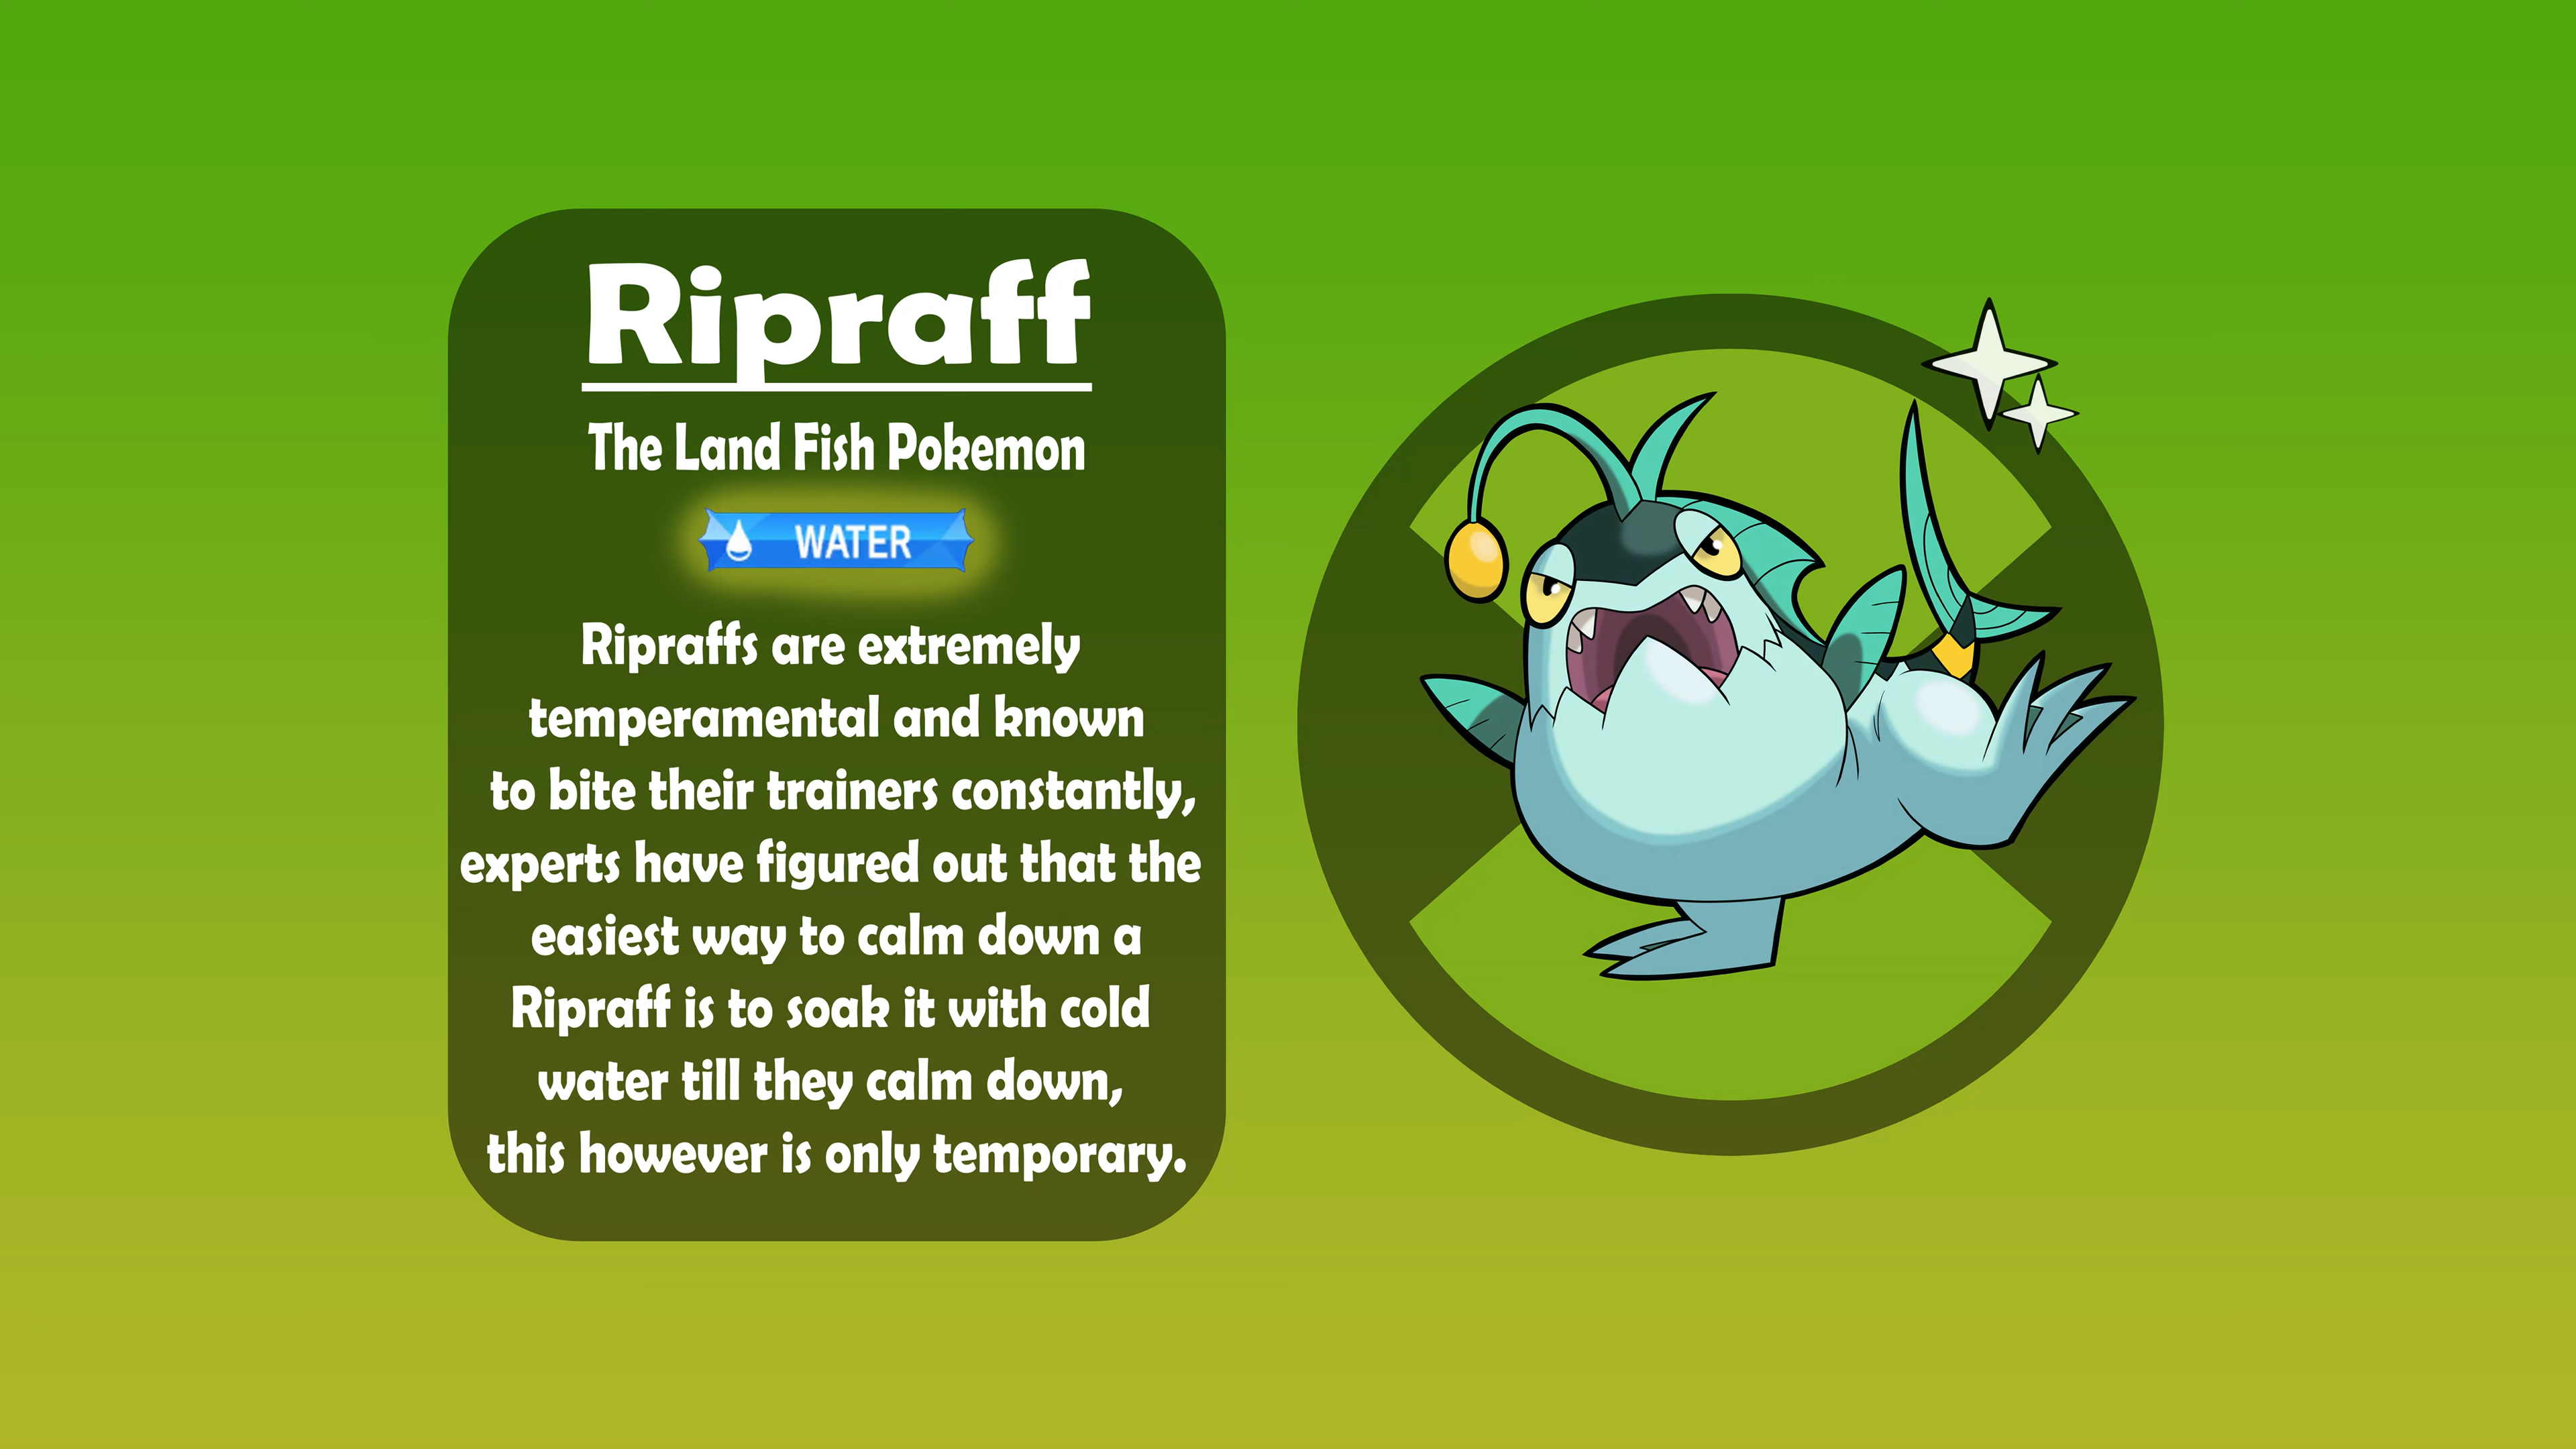 Ripraff
The Land Fish Pokemon
WATER
Ripraffs are extremely
temperamental and known
to bite their trainers constantly,
experts have figured out that the
easiest way to calm down a
Ripraff is to soak it with cold
water till they calm down,
this however is only temporary.